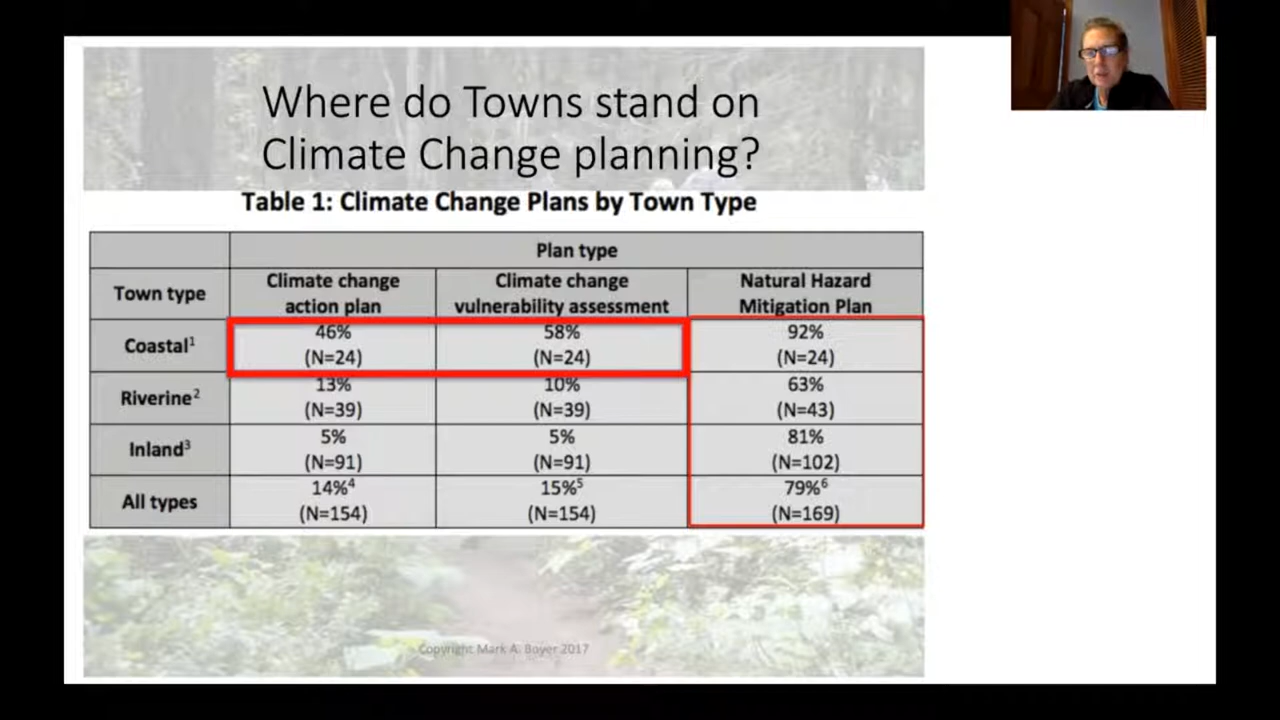 Where do Towns stand on
Climate Change planning?
Table 1: Climate Change Plans by Town Type
Plan type
Town type
Climate change
action plan
Climate change
vulnerability assessment
Natural Hazard
Mitigation Plan
Coastal¹
46%
(N=24)
58%
(N=24)
92%
(N=24)
Riverine²
13%
(N=39)
10%
(N=39)
63%
(N=43)
Inland³
5%
(N=91)
5%
(N=91)
81%
(N=102)
All types
14%⁴
(N=154)
15%⁵
(N=154)
79%⁶
(N=169)
Copyright Mark A. Boyer 2017